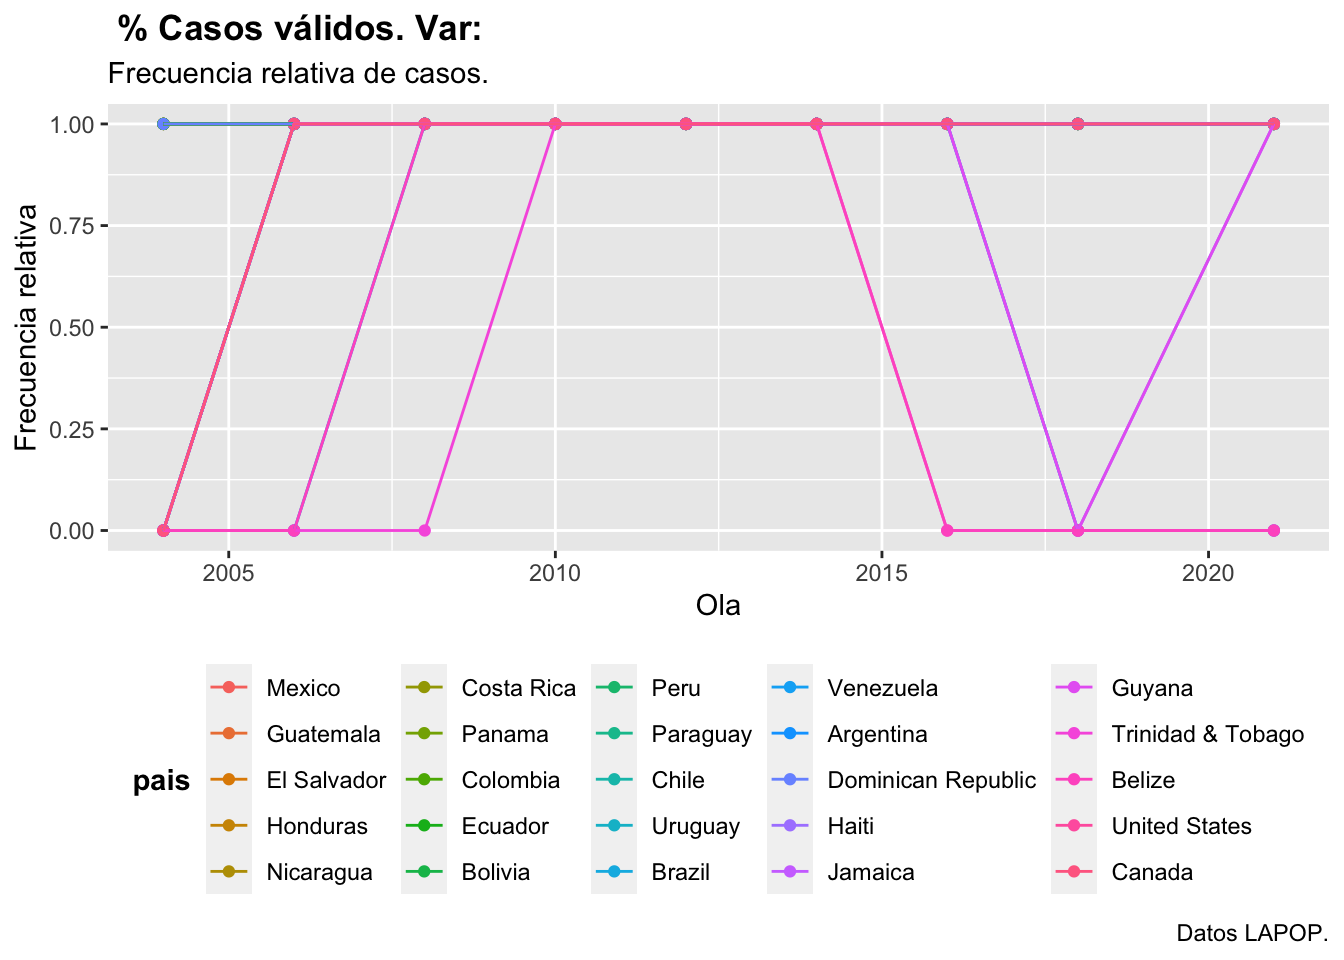 % Casos válidos. Var:
Frecuencia relativa de casos.
1.00
0.75
0.50
0.25
0.00
Frecuencia relativa
2005 2010 2015 2020
Ola
pais
Mexico Costa Rica Peru Venezuela Guyana
Guatemala Panama Paraguay Argentina Trinidad & Tobago
El Salvador Colombia Chile Dominican Republic Belize
Honduras Ecuador Uruguay Haiti United States
Nicaragua Bolivia Brazil Jamaica Canada
Datos LAPOP.